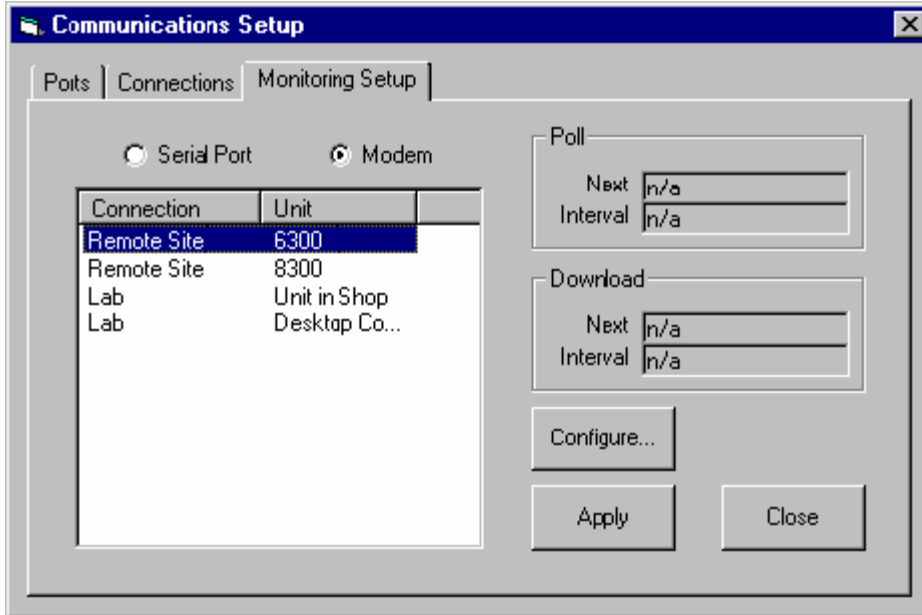 Communications Setup
Ports Connections Monitoring Setup
Serial Port Modem
Connection Unit
Remote Site 6300
Remote Site 8300
Lab Unit in Shop
Lab Desktop Co...
Poll
Next n/a
Interval n/a
Download
Next n/a
Interval n/a
Configure...
Apply Close